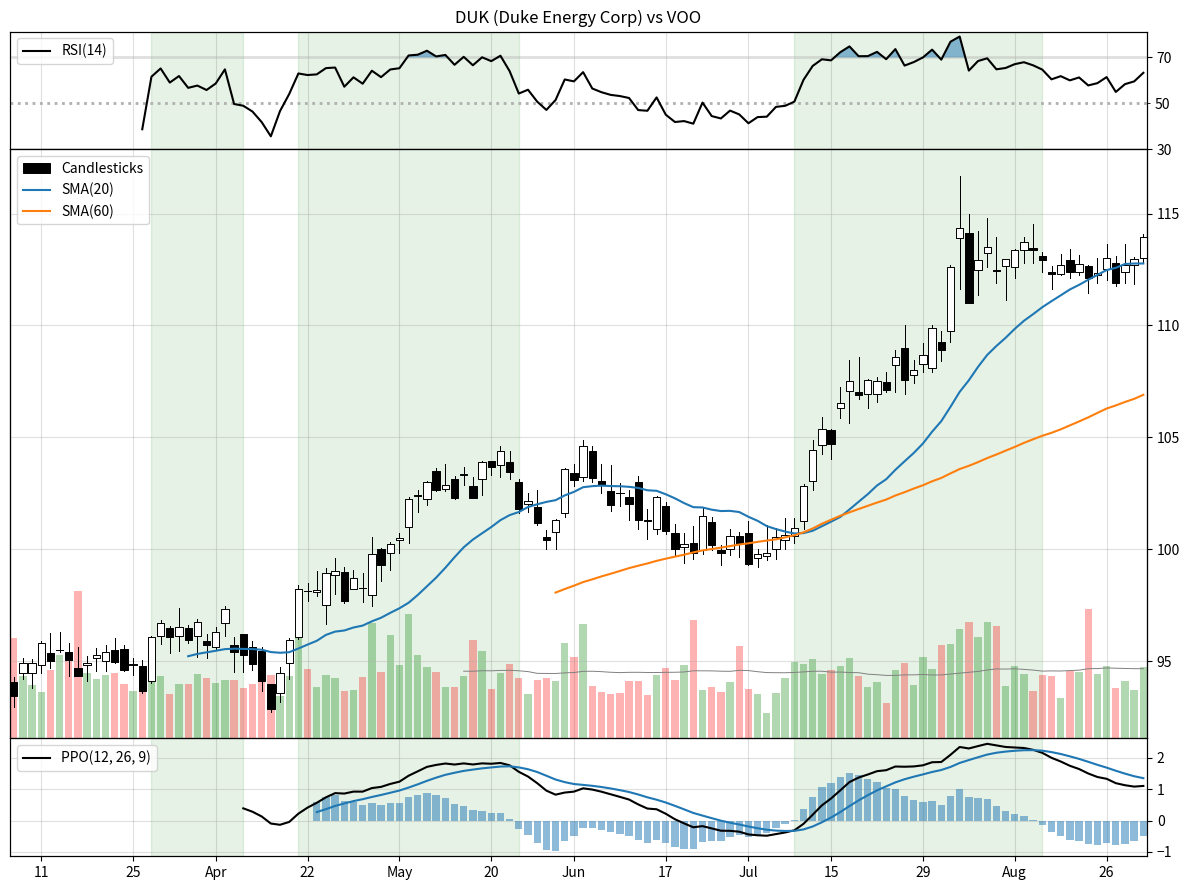 DUK (Duke Energy Corp) vs VOO
RSI(14)
70
50
30
Candlesticks
SMA(20)
SMA(60)
115
110
105
100
95
PPO(12, 26, 9)
2
1
0
−1
11 25 Apr 22 May 20 Jun 17 Jul 15 29 Aug 26